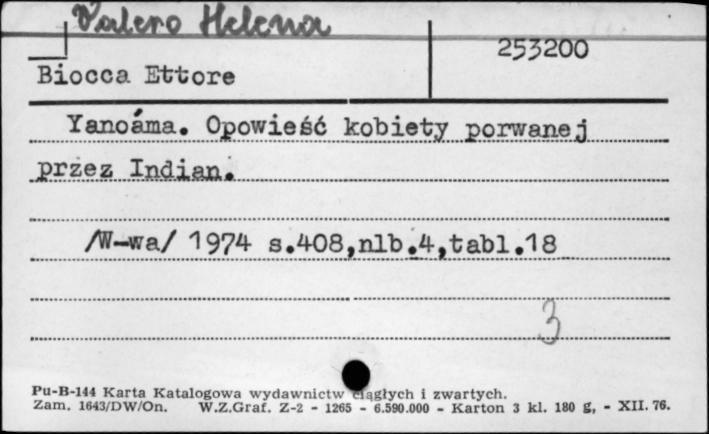 Valero Helena
253200
Biocca Ettore
Yanoáma. Opowieść kobiety porwanej
przez Indian.
/W-wa/ 1974 s.408,nlb.4,tabl.18
3
Pu-B-144 Karta Katalogowa wydawnictw ciągłych i zwartych.
Zam. 1643/DW/On. W.Z.Graf. Z-2 - 1265 - 6.590.000 - Karton 3 kl. 180 g, - XII. 76.